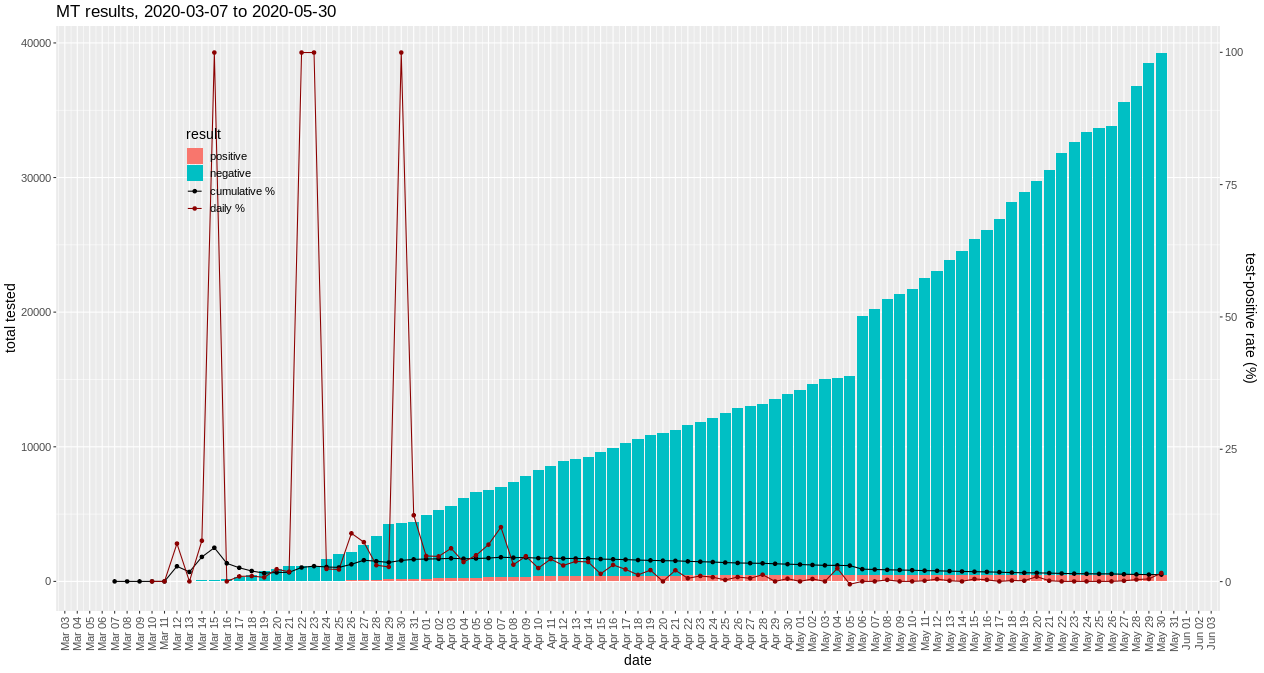 MT results, 2020-03-07 to 2020-05-30
40000
30000
20000
10000
0
total tested
result
positive
negative
cumulative %
daily %
100
75
50
25
0
test-positive rate (%)
Mar 03
Mar 04
Mar 05
Mar 06
Mar 07
Mar 08
Mar 09
Mar 10
Mar 11
Mar 12
Mar 13
Mar 14
Mar 15
Mar 16
Mar 17
Mar 18
Mar 19
Mar 20
Mar 21
Mar 22
Mar 23
Mar 24
Mar 25
Mar 26
Mar 27
Mar 28
Mar 29
Mar 30
Mar 31
Apr 01
Apr 02
Apr 03
Apr 04
Apr 05
Apr 06
Apr 07
Apr 08
Apr 09
Apr 10
Apr 11
Apr 12
Apr 13
Apr 14
Apr 15
Apr 16
Apr 17
Apr 18
Apr 19
Apr 20
Apr 21
Apr 22
Apr 23
Apr 24
Apr 25
Apr 26
Apr 27
Apr 28
Apr 29
Apr 30
May 01
May 02
May 03
May 04
May 05
May 06
May 07
May 08
May 09
May 10
May 11
May 12
May 13
May 14
May 15
May 16
May 17
May 18
May 19
May 20
May 21
May 22
May 23
May 24
May 25
May 26
May 27
May 28
May 29
May 30
May 31
Jun 01
Jun 02
Jun 03
date